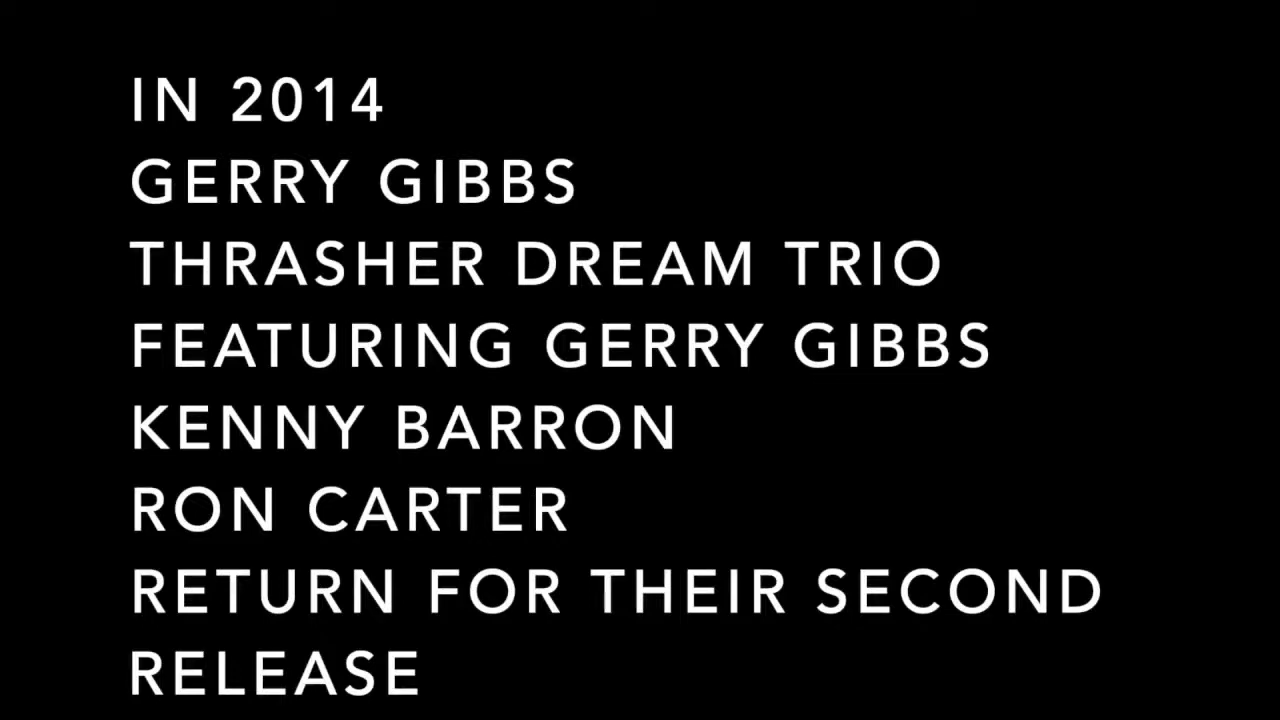 IN 2014
GERRY GIBBS
THRASHER DREAM TRIO
FEATURING GERRY GIBBS
KENNY BARRON
RON CARTER
RETURN FOR THEIR SECOND
RELEASE